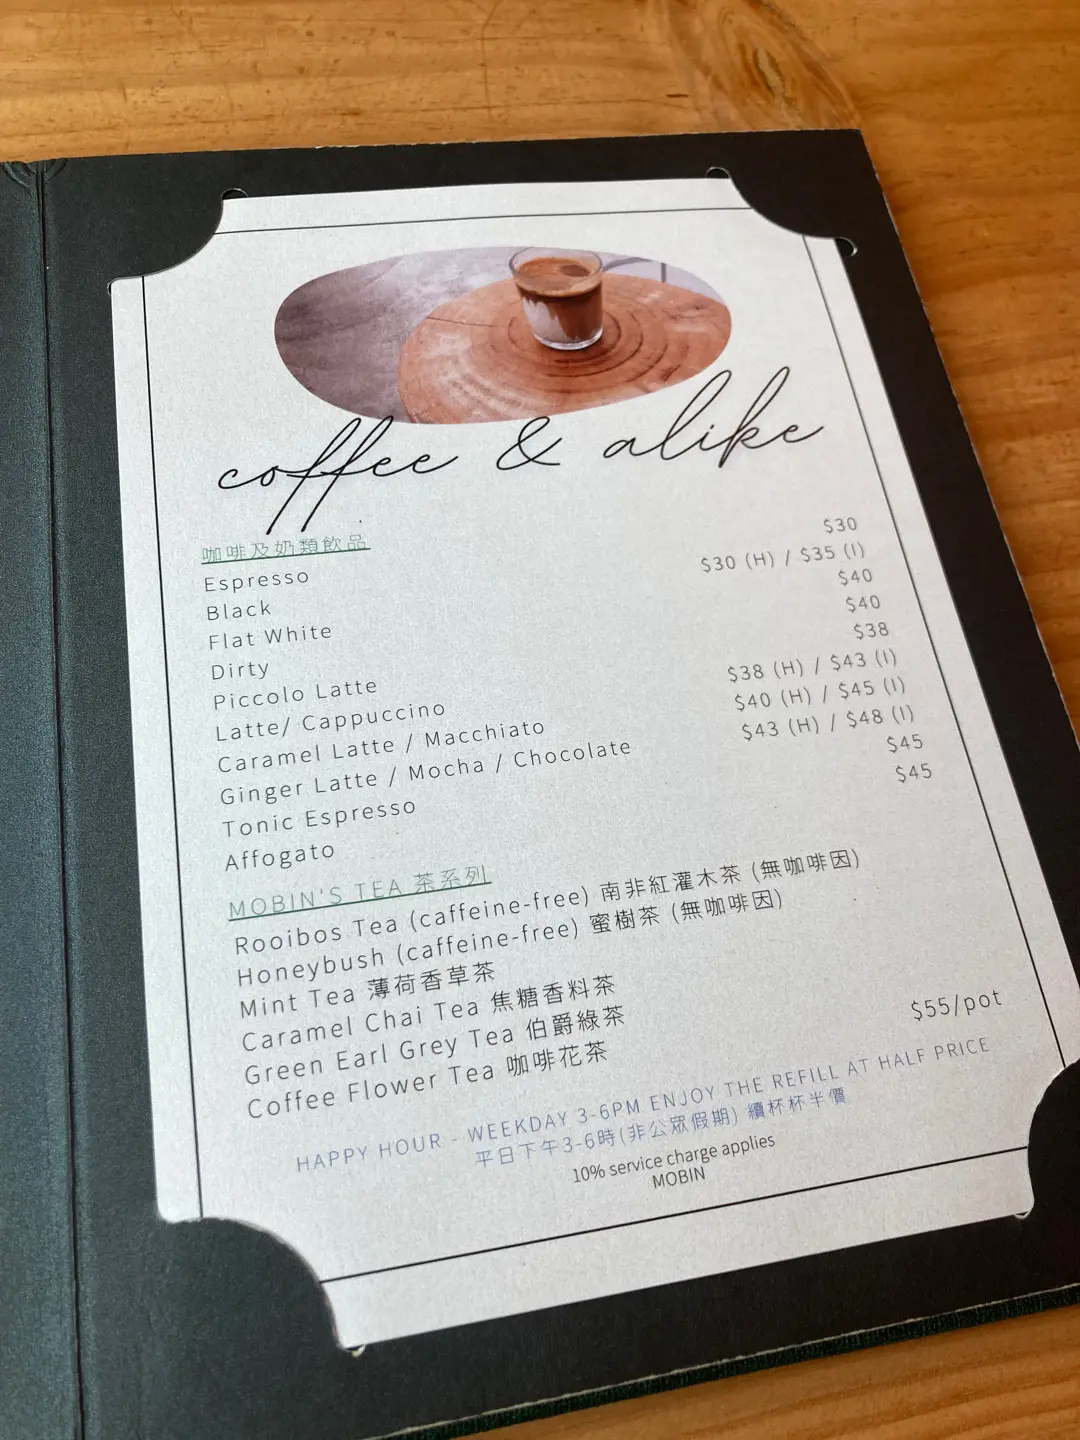 coffee & alike
咖啡及奶類飲品
Espresso $30
Black $30 (H) / $35 (I)
Flat White $40
Dirty $40
Piccolo Latte $38
Latte/ Cappuccino $38 (H) / $43 (I)
Caramel Latte / Macchiato $40 (H) / $45 (I)
Ginger Latte / Mocha / Chocolate $43 (H) / $48 (I)
Tonic Espresso $45
Affogato $45
MOBIN'S TEA 茶系列
Rooibos Tea (caffeine-free) 南非紅灌木茶 (無咖啡因)
Honeybush (caffeine-free) 蜜樹茶 (無咖啡因)
Mint Tea 薄荷香草茶
Caramel Chai Tea 焦糖香料茶
Green Earl Grey Tea 伯爵綠茶
Coffee Flower Tea 咖啡花茶 $55/pot
HAPPY HOUR - WEEKDAY 3-6PM ENJOY THE REFILL AT HALF PRICE
平日下午3-6時(非公眾假期) 續杯杯半價
10% service charge applies
MOBIN